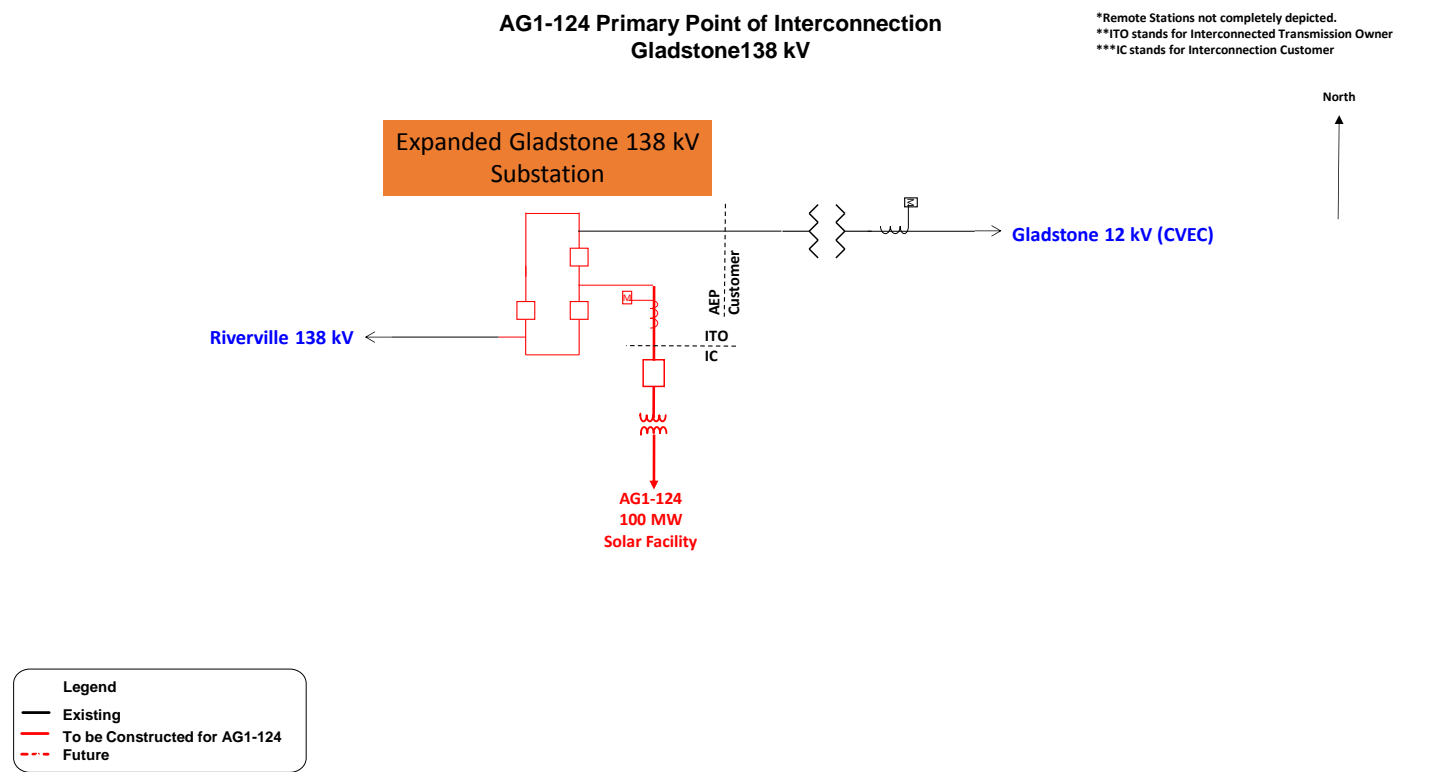 AG1-124 Primary Point of Interconnection
Gladstone138 kV
*Remote Stations not completely depicted.
**ITO stands for Interconnected Transmission Owner
***IC stands for Interconnection Customer
North
Expanded Gladstone 138 kV
Substation
M
Gladstone 12 kV (CVEC)
AEP
Customer
M
Riverville 138 kV
ITO
IC
AG1-124
100 MW
Solar Facility
Legend
Existing
To be Constructed for AG1-124
Future